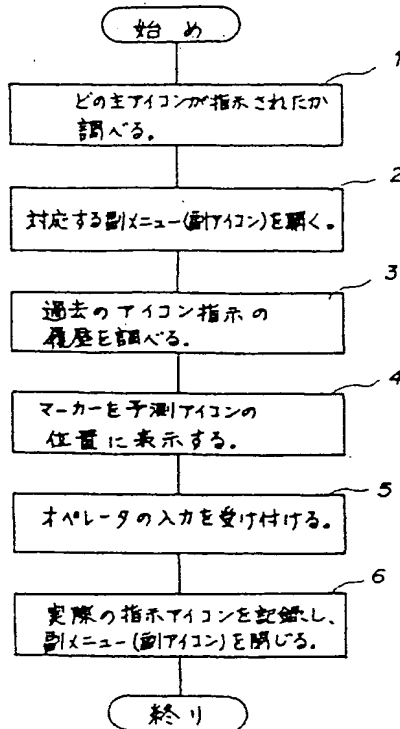 始め
1
どの主アイコンが指示されたか
調べる。
2
対応する副メニュー(副アイコン)を開く。
3
過去のアイコン指示の
履歴を調べる。
4
マーカーを予測アイコンの
位置に表示する。
5
オペレータの入力を受け付ける。
6
実際の指示アイコンを記録し、
副メニュー(副アイコン)を閉じる。
終り